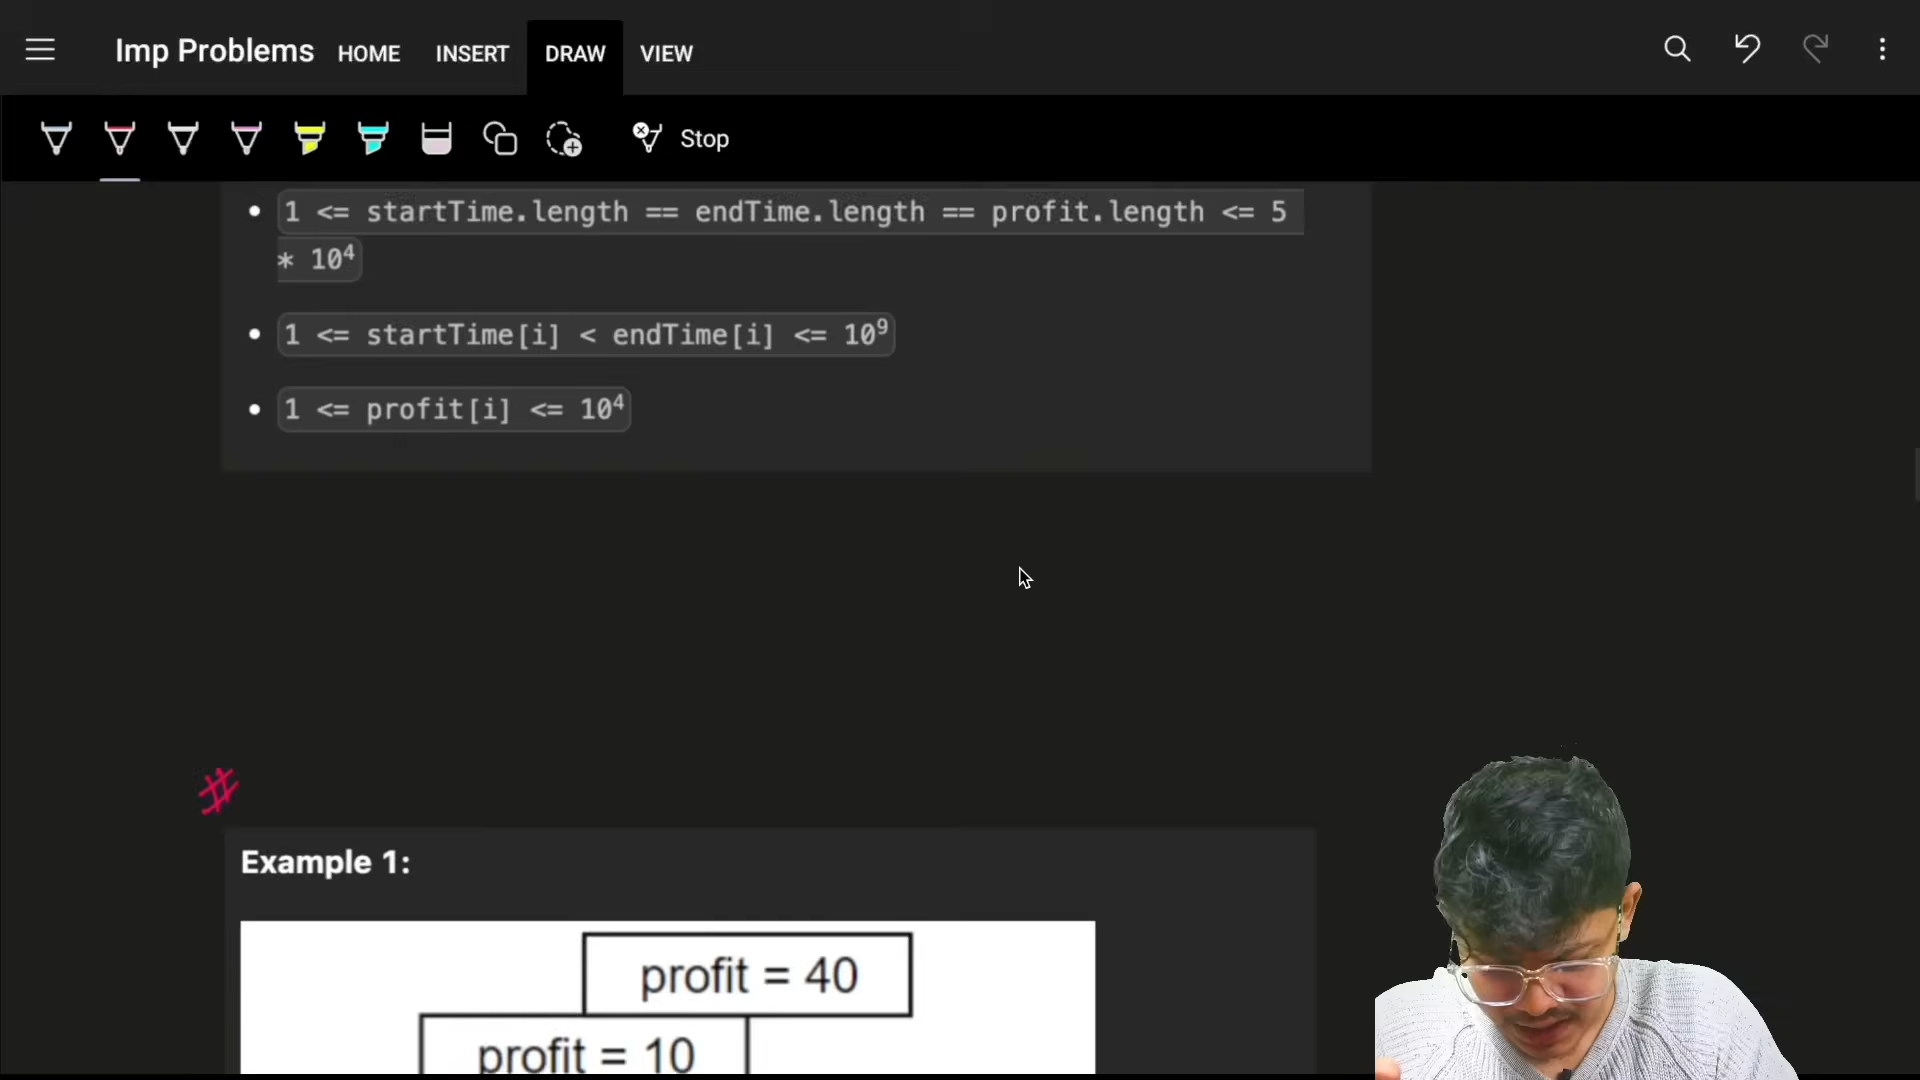 Imp Problems HOME INSERT DRAW VIEW
Stop
• 1 <= startTime.length == endTime.length == profit.length <= 5
* 10⁴
• 1 <= startTime[i] < endTime[i] <= 10⁹
• 1 <= profit[i] <= 10⁴
#
Example 1:
profit = 40
profit = 10